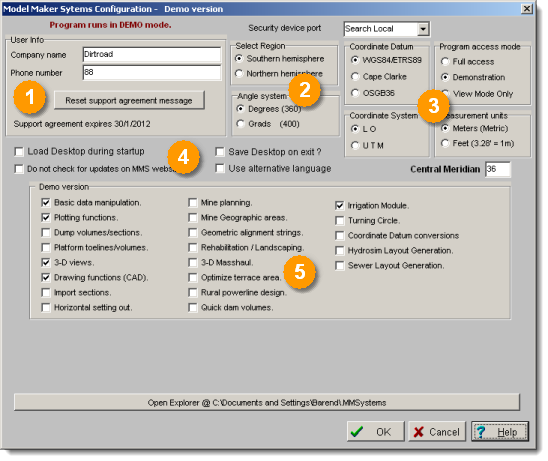 Model Maker Sytems Configuration - Demo version
Program runs in DEMO mode.
Security device port
Search Local
User Info
Company name
Dirtroad
Phone number
88
1
Reset support agreement message
Support agreement expires 30/1/2012
Select Region
Southern hemisphere
Northern hemisphere
2
Angle system
Degrees (360)
Grads (400)
Coordinate Datum
WGS84/ETRS89
Cape Clarke
OSGB36
Program access mode
Full access
Demonstration
View Mode Only
3
Coordinate System
L O
U T M
Measurement units
Meters (Metric)
Feet (3.28' = 1m)
Load Desktop during startup
4
Save Desktop on exit ?
Do not check for updates on MMS
Use alternative language
Central Meridian
36
Demo version
Basic data manipulation.
Plotting functions.
Dump volumes/sections.
Platform toelines/volumes.
3-D views.
Drawing functions (CAD).
Import sections.
Horizontal setting out.
Mine planning.
Mine Geographic areas.
Geometric alignment strings.
Rehabilitation / Landscaping.
3-D Masshaul.
Optimize terrace area.
Rural powerline design.
Quick dam volumes.
5
Irrigation Module.
Turning Circle.
Coordinate Datum conversions
Hydrosim Layout Generation.
Sewer Layout Generation.
Open Explorer @ C:\Documents and Settings\Barend\.MMSystems
OK
Cancel
? Help